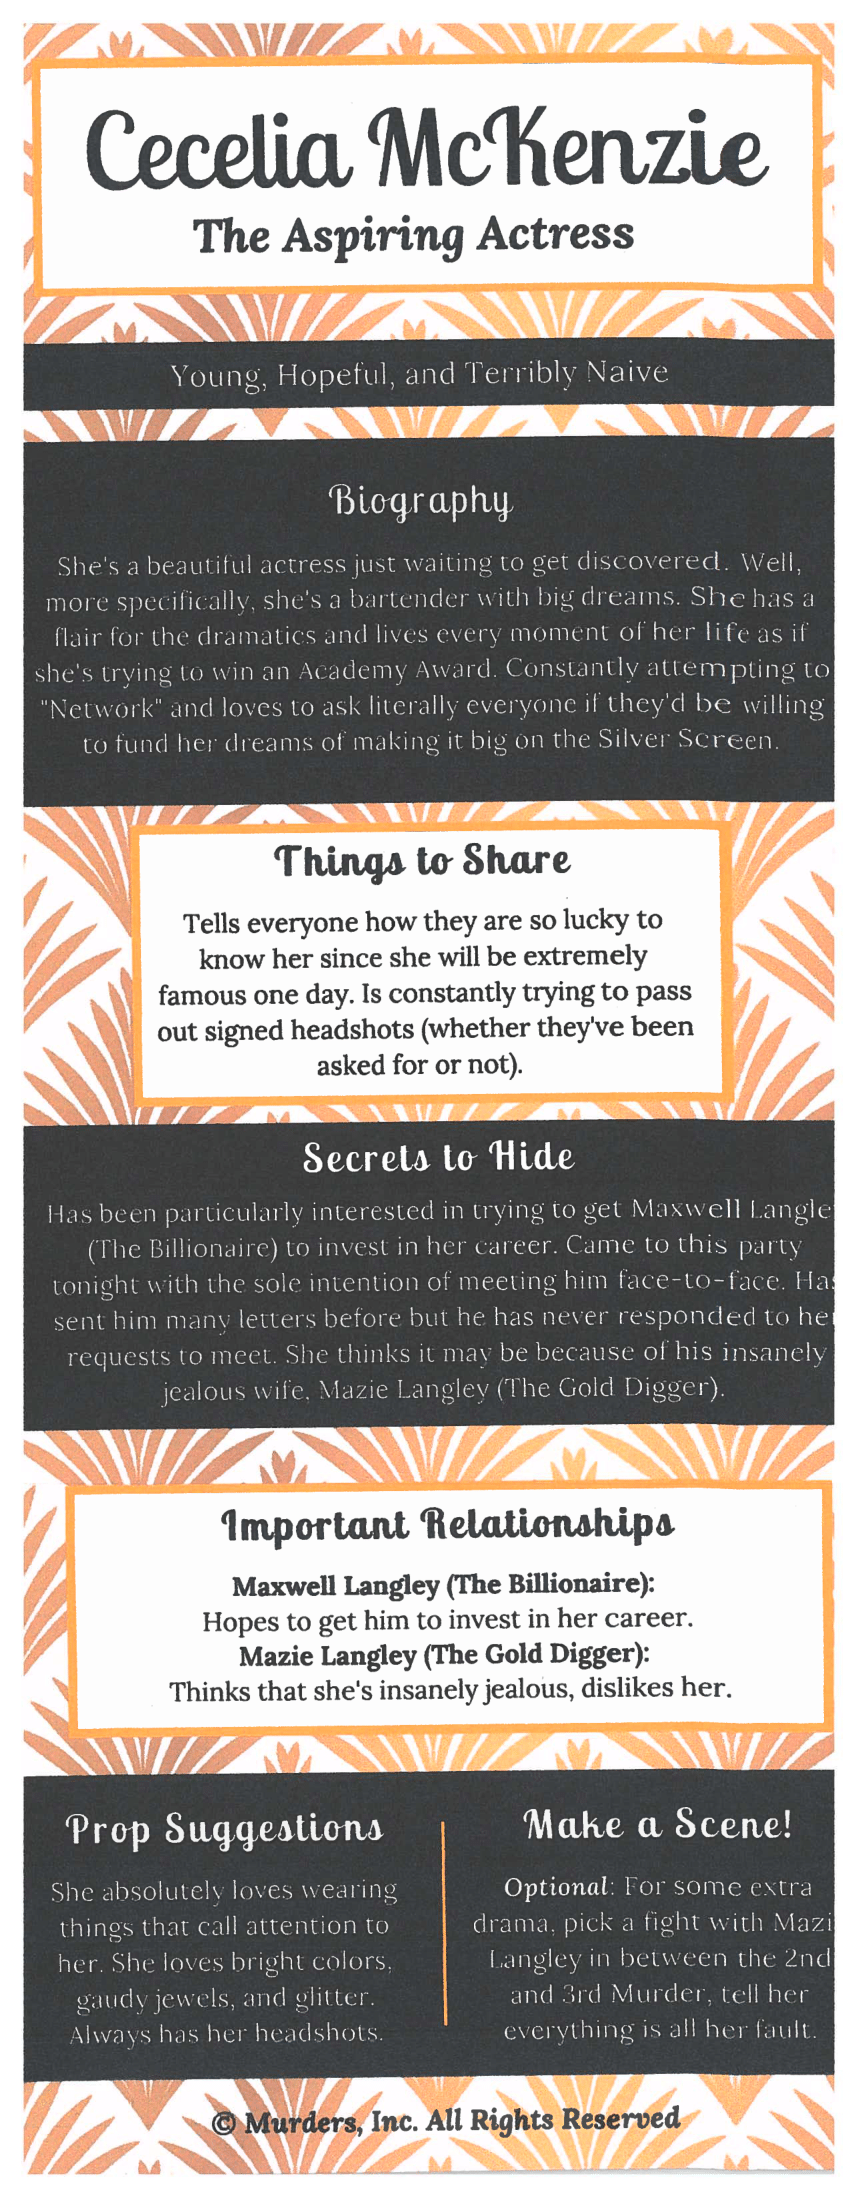 Cecelia McKenzie
The Aspiring Actress
Young, Hopeful, and Terribly Naive
Biography
She's a beautiful actress just waiting to get discovered. Well,
more specifically, she's a bartender with big dreams. She has a
flair for the dramatics and lives every moment of her life as if
she's trying to win an Academy Award. Constantly attempting to
"Network" and loves to ask literally everyone if they'd be willing
to fund her dreams of making it big on the Silver Screen.
Things to Share
Tells everyone how they are so lucky to
know her since she will be extremely
famous one day. Is constantly trying to pass
out signed headshots (whether they've been
asked for or not).
Secrets to Hide
Has been particularly interested in trying to get Maxwell Langle
(The Billionaire) to invest in her career. Came to this party
tonight with the sole intention of meeting him face-to-face. Has
sent him many letters before but he has never responded to her
requests to meet. She thinks it may be because of his insanely
jealous wife, Mazie Langley (The Gold Digger).
Important Relationships
Maxwell Langley (The Billionaire):
Hopes to get him to invest in her career.
Mazie Langley (The Gold Digger):
Thinks that she's insanely jealous, dislikes her.
Prop Suggestions
She absolutely loves wearing
things that call attention to
her. She loves bright colors,
gaudy jewels, and glitter.
Always has her headshots.
Make a Scene!
Optional: For some extra
drama, pick a fight with Mazi
Langley in between the 2nd
and 3rd Murder, tell her
everything is all her fault.
© Murders, Inc. All Rights Reserved